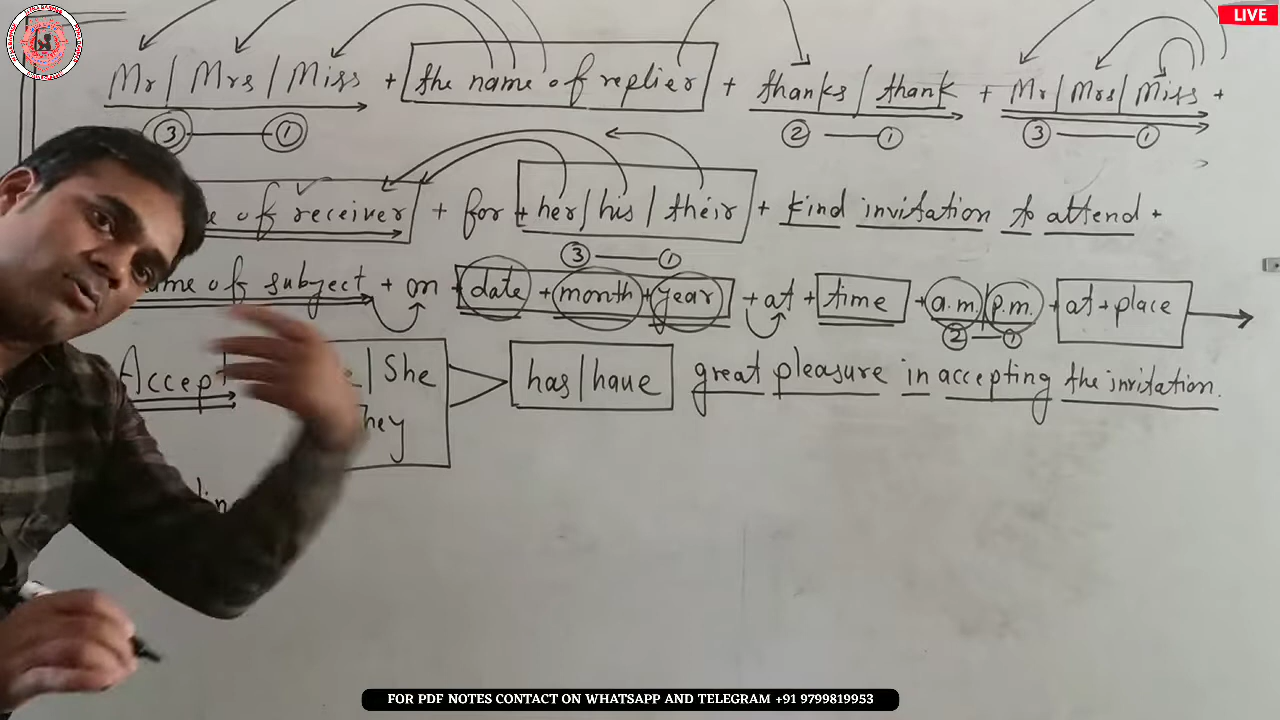 LIVE
Mr / Mrs / Miss + the name of replier + thanks / thank + Mr / Mrs / Miss +
③ — ① ② — ① ③ — ①
of receiver + for + her / his / their + kind invitation to attend +
③ — ①
name of subject + on + date + month + year + at + time + a.m. / p.m. + at + place
② — ①
/ She has / have great pleasure in accepting the invitation.
FOR PDF NOTES CONTACT ON WHATSAPP AND TELEGRAM +91 9799819953